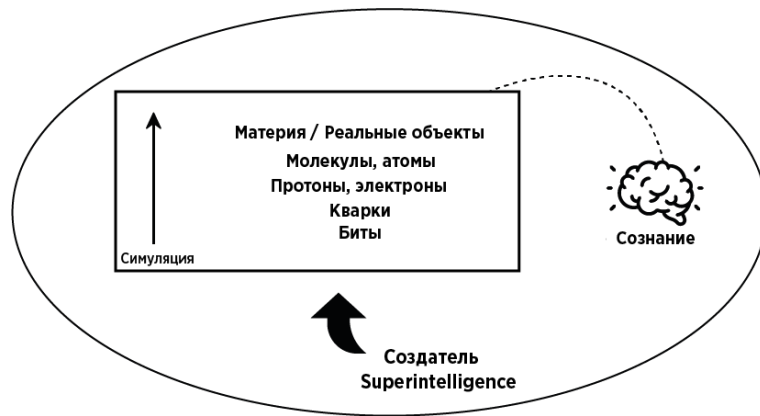 Материя / Реальные объекты
Молекулы, атомы
Протоны, электроны
Кварки
Биты
Симуляция
Сознание
Создатель
Superintelligence